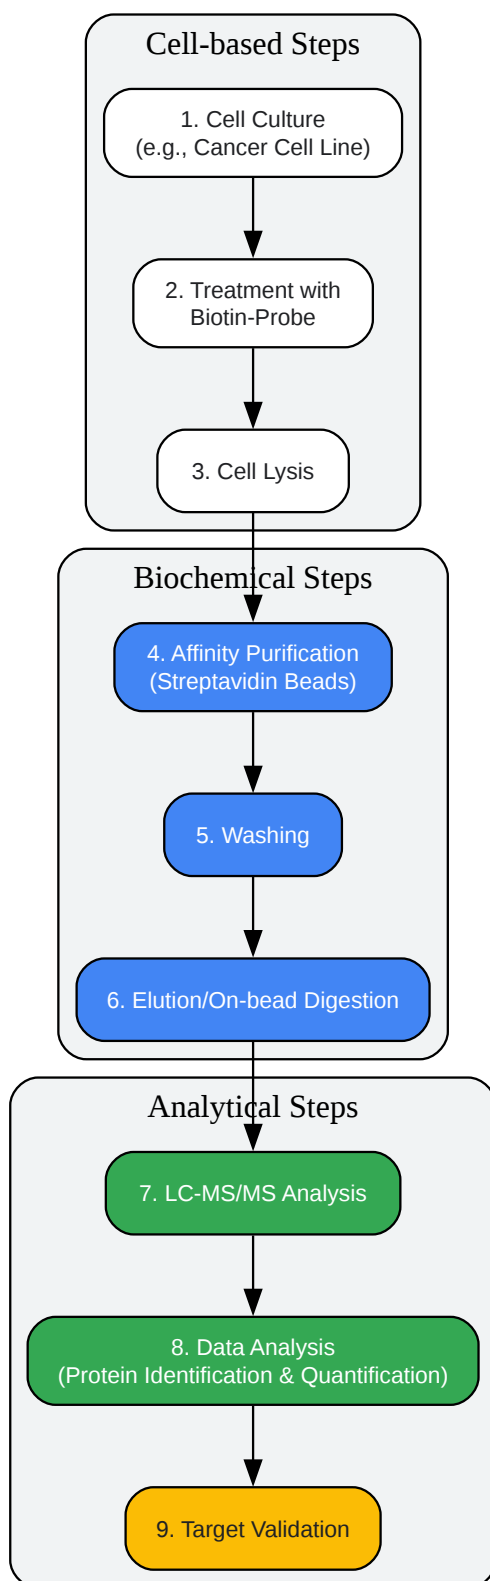 Cell-based Steps
1. Cell Culture
(e.g., Cancer Cell Line)
2. Treatment with
Biotin-Probe
3. Cell Lysis
Biochemical Steps
4. Affinity Purification
(Streptavidin Beads)
5. Washing
6. Elution/On-bead Digestion
Analytical Steps
7. LC-MS/MS Analysis
8. Data Analysis
(Protein Identification & Quantification)
9. Target Validation